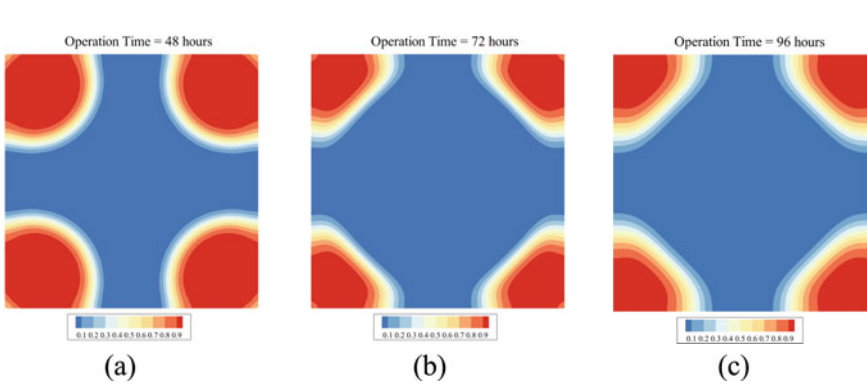 Operation Time = 48 hours
Operation Time = 72 hours
Operation Time = 96 hours
0.1 0.2 0.3 0.4 0.5 0.6 0.7 0.8 0.9
0.1 0.2 0.3 0.4 0.5 0.6 0.7 0.8 0.9
0.1 0.2 0.3 0.4 0.5 0.6 0.7 0.8 0.9
(a)
(b)
(c)